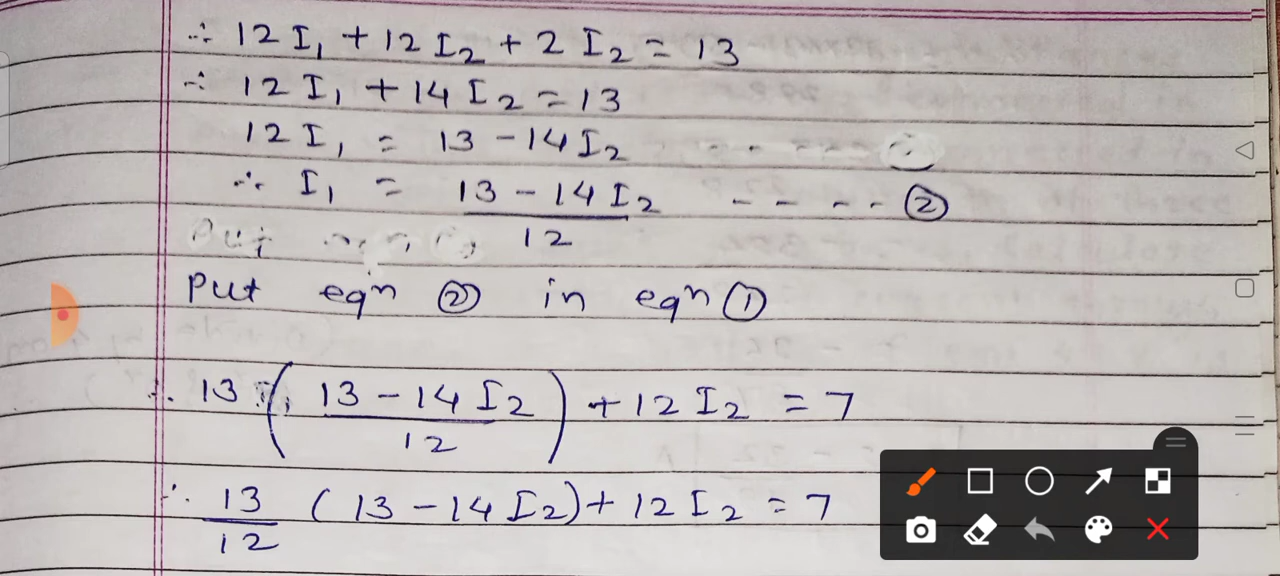 ∴ 12 I₁ + 12 I₂ + 2 I₂ = 13
∴ 12 I₁ + 14 I₂ = 13
12 I₁ = 13 - 14 I₂
∴ I₁ = (13 - 14 I₂)/12 - - - - ②
Put eqn ② in eqn ①
∴ 13 ((13 - 14 I₂)/12) + 12 I₂ = 7
∴ 13/12 (13 - 14 I₂) + 12 I₂ = 7